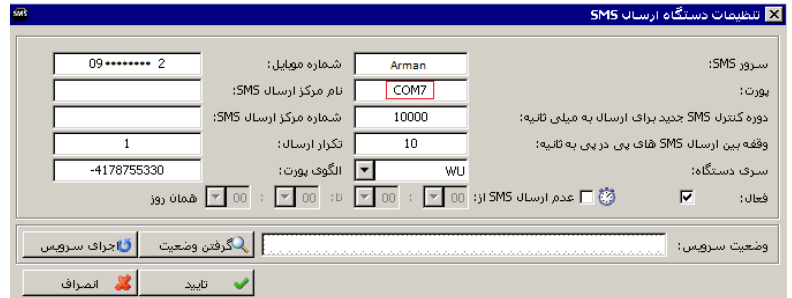 تنظیمات دستگاه ارسال SMS
سرور SMS: Arman شماره موبایل: 09•••••••• 2
پورت: COM7 نام مرکز ارسال SMS:
دوره کنترل SMS جدید برای ارسال به میلی ثانیه: 10000 شماره مرکز ارسال SMS:
وقفه بین ارسال SMS های پی در پی به ثانیه: 10 تکرار ارسال: 1
سری دستگاه: WU الگوی پورت: -4178755330
فعال: عدم ارسال SMS از: 00 : 00 تا: 00 : 00 همان روز
وضعیت سرویس: گرفتن وضعیت اجرای سرویس
تایید انصراف